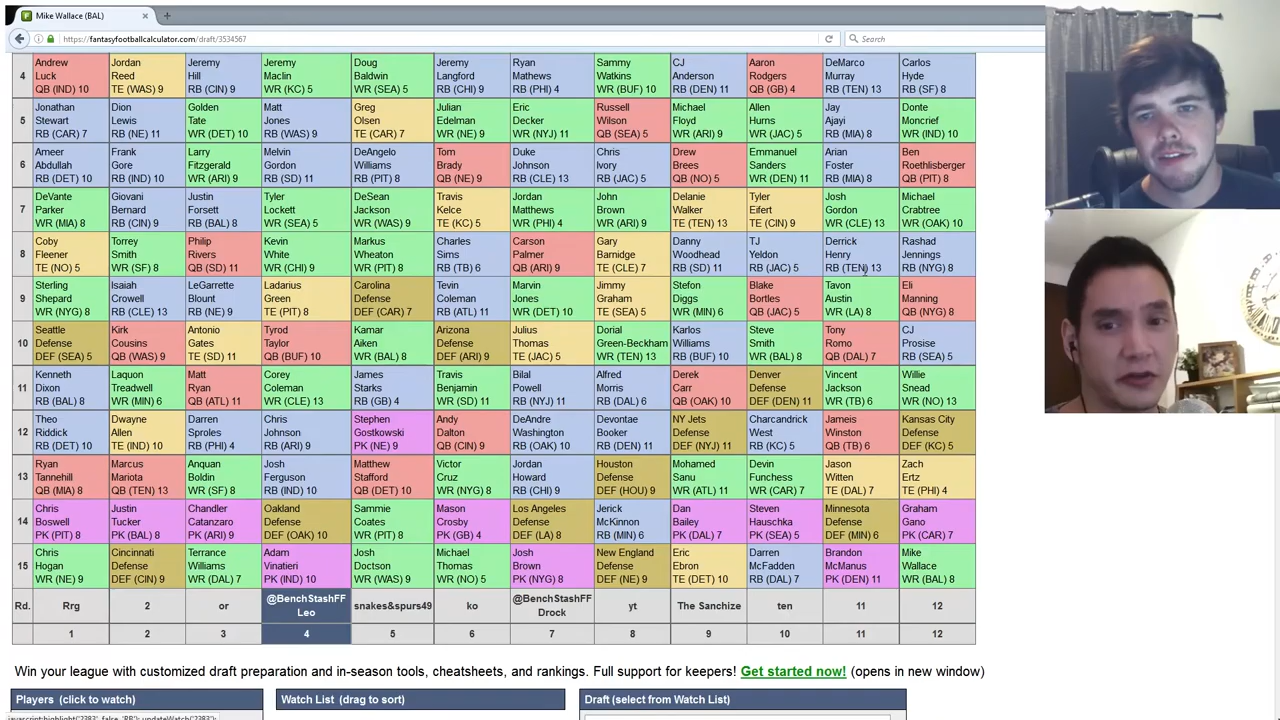 Mike Wallace (BAL)
https://fantasyfootballcalculator.com/draft/3534567
Search
4
Andrew Luck QB (IND) 10
Jordan Reed TE (WAS) 9
Jeremy Hill RB (CIN) 9
Jeremy Maclin WR (KC) 5
Doug Baldwin WR (SEA) 5
Jeremy Langford RB (CHI) 9
Ryan Mathews RB (PHI) 4
Sammy Watkins WR (BUF) 10
CJ Anderson RB (DEN) 11
Aaron Rodgers QB (GB) 4
DeMarco Murray RB (TEN) 13
Carlos Hyde RB (SF) 8
5
Jonathan Stewart RB (CAR) 7
Dion Lewis RB (NE) 11
Golden Tate WR (DET) 10
Matt Jones RB (WAS) 9
Greg Olsen TE (CAR) 7
Julian Edelman WR (NE) 9
Eric Decker WR (NYJ) 11
Russell Wilson QB (SEA) 5
Michael Floyd WR (ARI) 9
Allen Hurns WR (JAC) 5
Jay Ajayi RB (MIA) 8
Donte Moncrief WR (IND) 10
6
Ameer Abdullah RB (DET) 10
Frank Gore RB (IND) 10
Larry Fitzgerald WR (ARI) 9
Melvin Gordon RB (SD) 11
DeAngelo Williams RB (PIT) 8
Tom Brady QB (NE) 9
Duke Johnson RB (CLE) 13
Chris Ivory RB (JAC) 5
Drew Brees QB (NO) 5
Emmanuel Sanders WR (DEN) 11
Arian Foster RB (MIA) 8
Ben Roethlisberger QB (PIT) 8
7
DeVante Parker WR (MIA) 8
Giovani Bernard RB (CIN) 9
Justin Forsett RB (BAL) 8
Tyler Lockett WR (SEA) 5
DeSean Jackson WR (WAS) 9
Travis Kelce TE (KC) 5
Jordan Matthews WR (PHI) 4
John Brown WR (ARI) 9
Delanie Walker TE (TEN) 13
Tyler Eifert TE (CIN) 9
Josh Gordon WR (CLE) 13
Michael Crabtree WR (OAK) 10
8
Coby Fleener TE (NO) 5
Torrey Smith WR (SF) 8
Philip Rivers QB (SD) 11
Kevin White WR (CHI) 9
Markus Wheaton WR (PIT) 8
Charles Sims RB (TB) 6
Carson Palmer QB (ARI) 9
Gary Barnidge TE (CLE) 7
Danny Woodhead RB (SD) 11
TJ Yeldon RB (JAC) 5
Derrick Henry RB (TEN) 13
Rashad Jennings RB (NYG) 8
9
Sterling Shepard WR (NYG) 8
Isaiah Crowell RB (CLE) 13
LeGarrette Blount RB (NE) 9
Ladarius Green TE (PIT) 8
Carolina Defense DEF (CAR) 7
Tevin Coleman RB (ATL) 11
Marvin Jones WR (DET) 10
Jimmy Graham TE (SEA) 5
Stefon Diggs WR (MIN) 6
Blake Bortles QB (JAC) 5
Tavon Austin WR (LA) 8
Eli Manning QB (NYG) 8
10
Seattle Defense DEF (SEA) 5
Kirk Cousins QB (WAS) 9
Antonio Gates TE (SD) 11
Tyrod Taylor QB (BUF) 10
Kamar Aiken WR (BAL) 8
Arizona Defense DEF (ARI) 9
Julius Thomas TE (JAC) 5
Dorial Green-Beckham WR (TEN) 13
Karlos Williams RB (BUF) 10
Steve Smith WR (BAL) 8
Tony Romo QB (DAL) 7
CJ Prosise RB (SEA) 5
11
Kenneth Dixon RB (BAL) 8
Laquon Treadwell WR (MIN) 6
Matt Ryan QB (ATL) 11
Corey Coleman WR (CLE) 13
James Starks RB (GB) 4
Travis Benjamin WR (SD) 11
Bilal Powell RB (NYJ) 11
Alfred Morris RB (DAL) 6
Derek Carr QB (OAK) 10
Denver Defense DEF (DEN) 11
Vincent Jackson WR (TB) 6
Willie Snead WR (NO) 13
12
Theo Riddick RB (DET) 10
Dwayne Allen TE (IND) 10
Darren Sproles RB (PHI) 4
Chris Johnson RB (ARI) 9
Stephen Gostkowski PK (NE) 9
Andy Dalton QB (CIN) 9
DeAndre Washington RB (OAK) 10
Devontae Booker RB (DEN) 11
NY Jets Defense DEF (NYJ) 11
Charcandrick West RB (KC) 5
Jameis Winston QB (TB) 6
Kansas City Defense DEF (KC) 5
13
Ryan Tannehill QB (MIA) 8
Marcus Mariota QB (TEN) 13
Anquan Boldin WR (SF) 8
Josh Ferguson RB (IND) 10
Matthew Stafford QB (DET) 10
Victor Cruz WR (NYG) 8
Jordan Howard RB (CHI) 9
Houston Defense DEF (HOU) 9
Mohamed Sanu WR (ATL) 11
Devin Funchess WR (CAR) 7
Jason Witten TE (DAL) 7
Zach Ertz TE (PHI) 4
14
Chris Boswell PK (PIT) 8
Justin Tucker PK (BAL) 8
Chandler Catanzaro PK (ARI) 9
Oakland Defense DEF (OAK) 10
Sammie Coates WR (PIT) 8
Mason Crosby PK (GB) 4
Los Angeles Defense DEF (LA) 8
Jerick McKinnon RB (MIN) 6
Dan Bailey PK (DAL) 7
Steven Hauschka PK (SEA) 5
Minnesota Defense DEF (MIN) 6
Graham Gano PK (CAR) 7
15
Chris Hogan WR (NE) 9
Cincinnati Defense DEF (CIN) 9
Terrance Williams WR (DAL) 7
Adam Vinatieri PK (IND) 10
Josh Doctson WR (WAS) 9
Michael Thomas WR (NO) 5
Josh Brown PK (NYG) 8
New England Defense DEF (NE) 9
Eric Ebron TE (DET) 10
Darren McFadden RB (DAL) 7
Brandon McManus PK (DEN) 11
Mike Wallace WR (BAL) 8
Rd. Rrg 2 or @BenchStashFF Leo snakes&spurs49 ko @BenchStashFF Drock yt The Sanchize ten 11 12
1 2 3 4 5 6 7 8 9 10 11 12
Win your league with customized draft preparation and in-season tools, cheatsheets, and rankings. Full support for keepers! Get started now! (opens in new window)
Players (click to watch)
Watch List (drag to sort)
Draft (select from Watch List)
javascript:highlight('2383', false, 'RB'); updateWatch('2383');